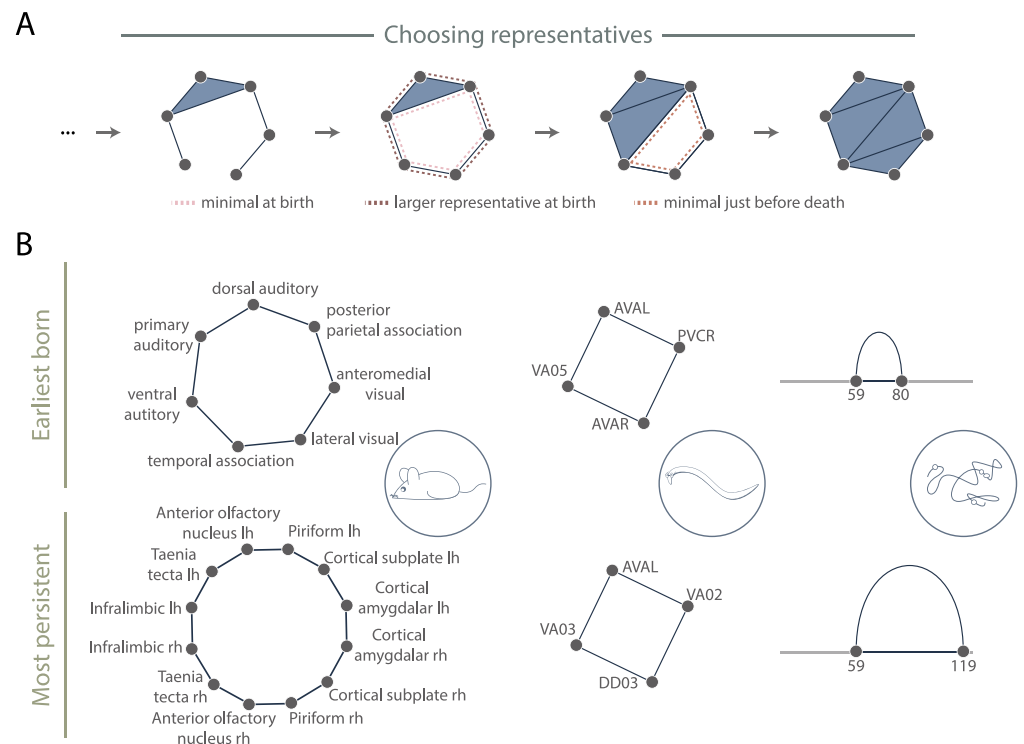 A
Choosing representatives
...
minimal at birth
larger representative at birth
minimal just before death
B
Earliest born
dorsal auditory
posterior
parietal association
primary
auditory
anteromedial
visual
ventral
autitory
lateral visual
temporal association
AVAL
PVCR
VA05
AVAR
59
80
Most persistent
Anterior olfactory
nucleus lh
Piriform lh
Taenia
tecta lh
Cortical subplate lh
Cortical
amygdalar lh
Infralimbic lh
Infralimbic rh
Cortical
amygdalar rh
Taenia
tecta rh
Cortical subplate rh
Anterior olfactory
nucleus rh
Piriform rh
AVAL
VA02
VA03
DD03
59
119